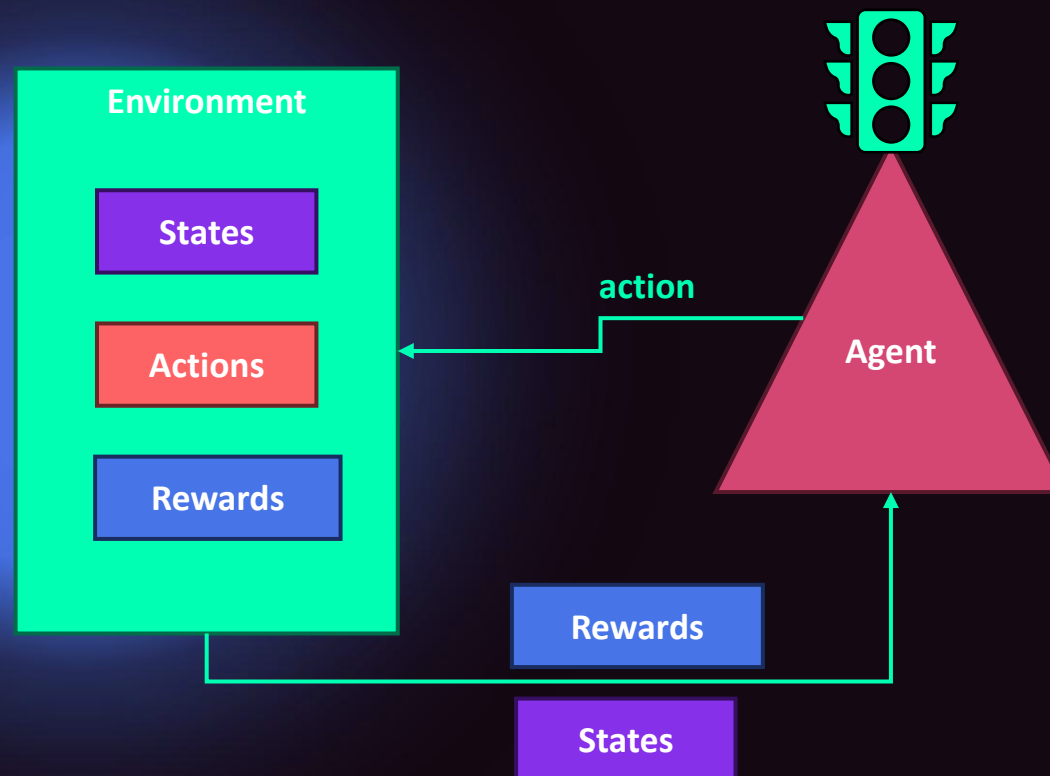 Environment
States
Actions
Rewards
action
Agent
Rewards
States